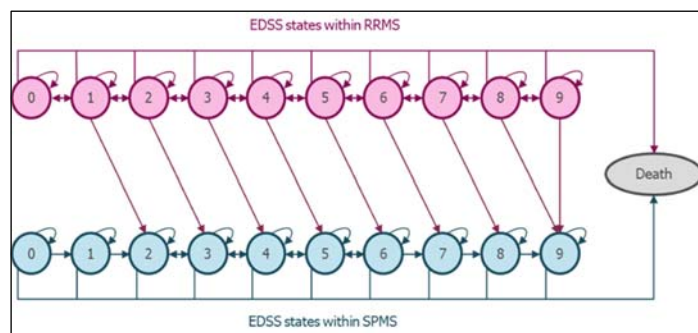 EDSS states within RRMS
0 1 2 3 4 5 6 7 8 9
Death
0 1 2 3 4 5 6 7 8 9
EDSS states within SPMS